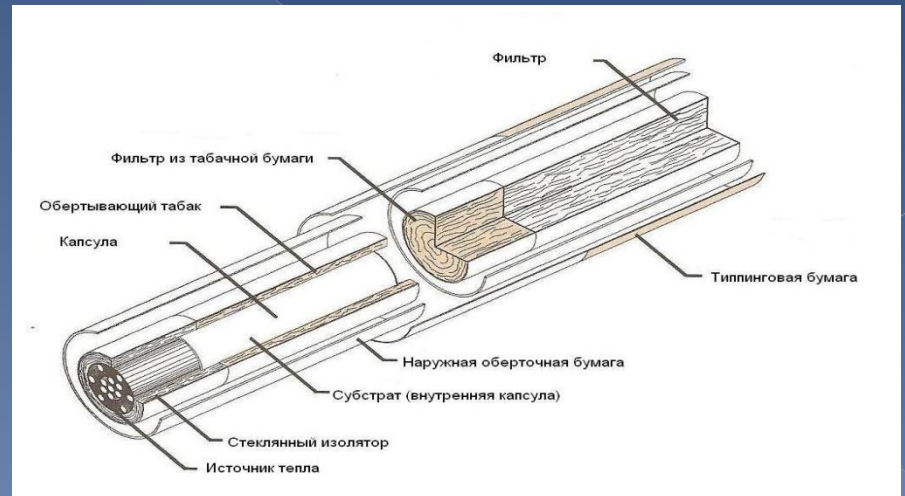 Фильтр
Фильтр из табачной бумаги
Обертывающий табак
Капсула
Типпинговая бумага
Наружная оберточная бумага
Субстрат (внутренняя капсула)
Стеклянный изолятор
Источник тепла